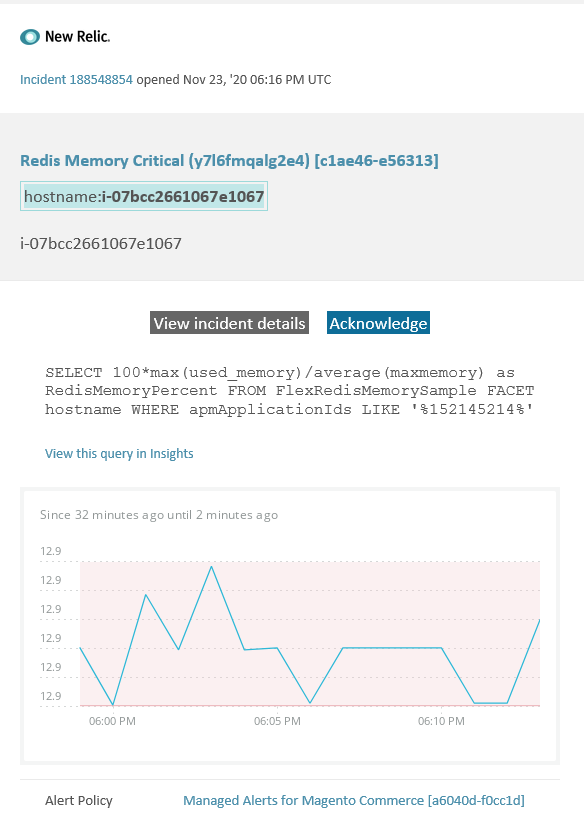 New Relic.
Incident 188548854 opened Nov 23, '20 06:16 PM UTC
Redis Memory Critical (y7l6fmqalg2e4) [c1ae46-e56313]
hostname:i-07bcc2661067e1067
i-07bcc2661067e1067
View incident details Acknowledge
SELECT 100*max(used_memory)/average(maxmemory) as
RedisMemoryPercent FROM FlexRedisMemorySample FACET
hostname WHERE apmApplicationIds LIKE '%152145214%'
View this query in Insights
Since 32 minutes ago until 2 minutes ago
12.9
12.9
12.9
12.9
12.9
12.9
06:00 PM 06:05 PM 06:10 PM
Alert Policy Managed Alerts for Magento Commerce [a6040d-f0cc1d]